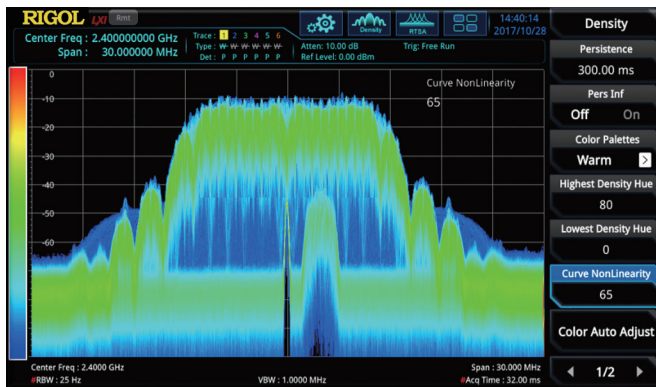 RIGOL LXI Rmt
14:40:14
2017/10/28
Density
RTSA
Center Freq : 2.400000000 GHz
Span : 30.000000 MHz
Trace : 1 2 3 4 5 6
Type : W W W W W W
Det : P P P P P P
Atten: 10.00 dB
Ref Level: 0.00 dBm
Trig: Free Run
0
-10
-20
-30
-40
-50
-60
Curve NonLinearity
65
Center Freq : 2.4000 GHz
#RBW : 25 Hz
VBW : 1.0000 MHz
Span : 30.000 MHz
#Acq Time : 32.00 ms
Density
Persistence
300.00 ms
Pers Inf
Off On
Color Palettes
Warm
Highest Density Hue
80
Lowest Density Hue
0
Curve NonLinearity
65
Color Auto Adjust
1/2